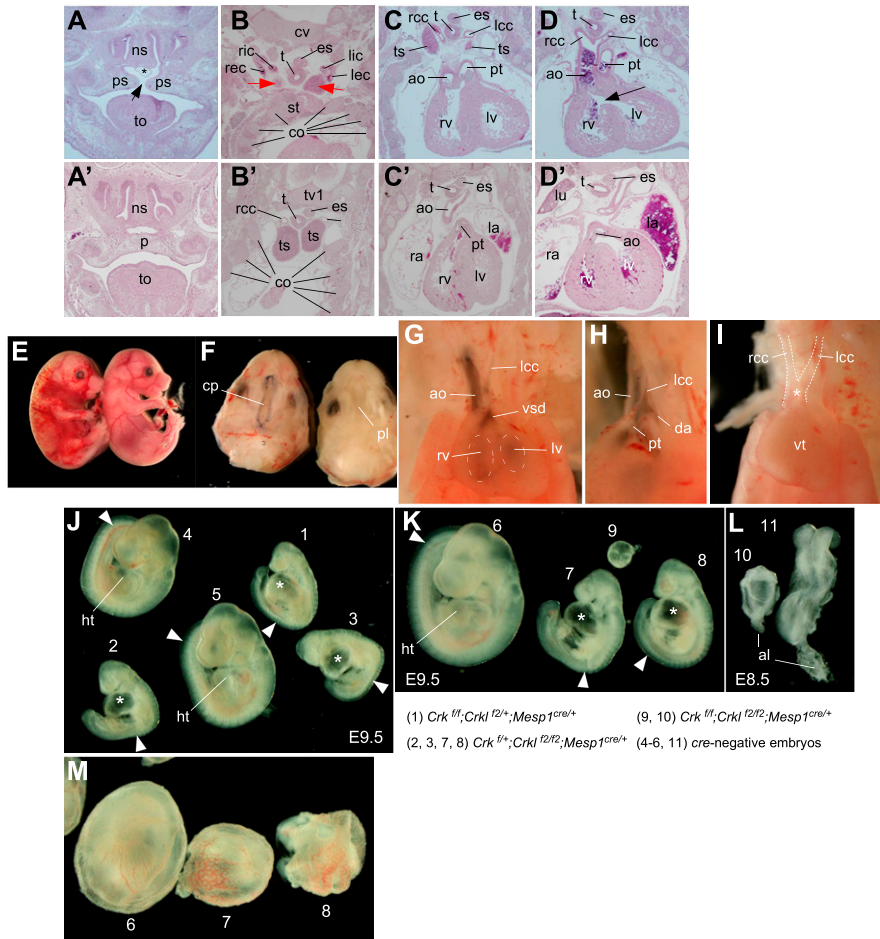 A
ns
*
ps
ps
to
B
cv
ric
t
es
lic
rec
lec
st
co
C
rcc
t
es
lcc
ts
ts
ao
pt
rv
lv
D
t
es
rcc
lcc
ao
pt
rv
lv
A'
ns
p
to
B'
tv1
rcc
t
es
ts
ts
co
C'
t
es
ao
la
pt
ra
rv
lv
D'
lu
t
es
la
ao
ra
rv
lv
E
F
cp
pl
G
lcc
ao
vsd
rv
lv
H
ao
lcc
da
pt
I
rcc
lcc
*
vt
J
4
1
*
ht
5
3
*
2
*
ht
E9.5
K
6
9
7
8
*
*
ht
E9.5
L
11
10
al
E8.5
(1) Crk f/f;Crkl f2/+;Mesp1cre/+
(9, 10) Crk f/f;Crkl f2/f2;Mesp1cre/+
(2, 3, 7, 8) Crk f/+;Crkl f2/f2;Mesp1cre/+
(4-6, 11) cre-negative embryos
M
6
7
8